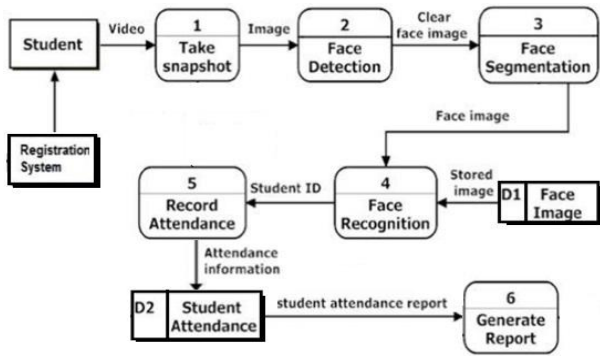 Student
Video
1
Take
snapshot
Image
2
Face
Detection
Clear
face image
3
Face
Segmentation
Registration
System
Face image
5
Record
Attendance
Student ID
4
Face
Recognition
Stored
image
D1
Face
Image
Attendance
information
D2
Student
Attendance
student attendance report
6
Generate
Report